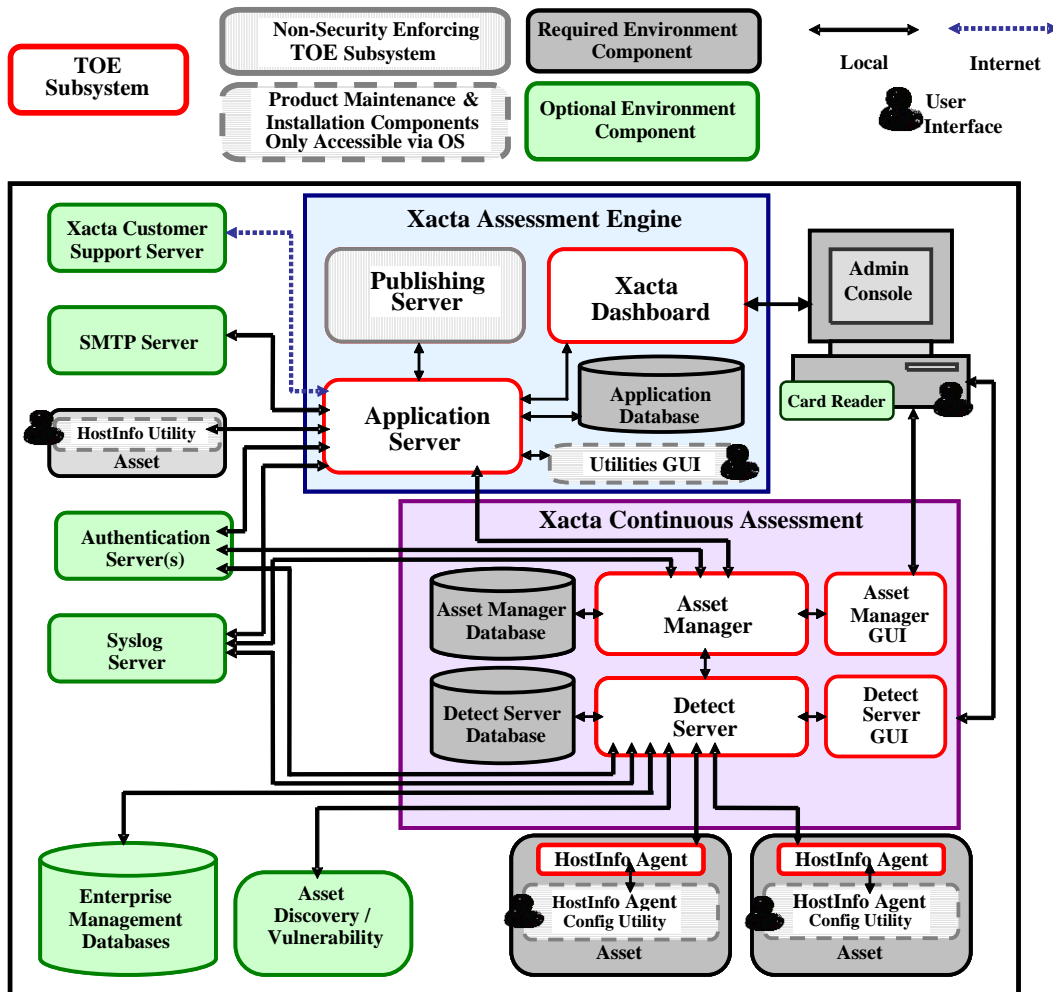 TOE
Subsystem
Non-Security Enforcing
TOE Subsystem
Product Maintenance &
Installation Components
Only Accessible via OS
Required Environment
Component
Optional Environment
Component
Local
Internet
User
Interface
Xacta Customer
Support Server
SMTP Server
HostInfo Utility
Asset
Authentication
Server(s)
Syslog
Server
Xacta Assessment Engine
Publishing
Server
Xacta
Dashboard
Application
Server
Application
Database
Utilities GUI
Admin
Console
Card Reader
Xacta Continuous Assessment
Asset Manager
Database
Asset
Manager
Asset
Manager
GUI
Detect Server
Database
Detect
Server
Detect
Server
GUI
Enterprise
Management
Databases
Asset
Discovery /
Vulnerability
HostInfo Agent
HostInfo Agent
Config Utility
Asset
HostInfo Agent
HostInfo Agent
Config Utility
Asset